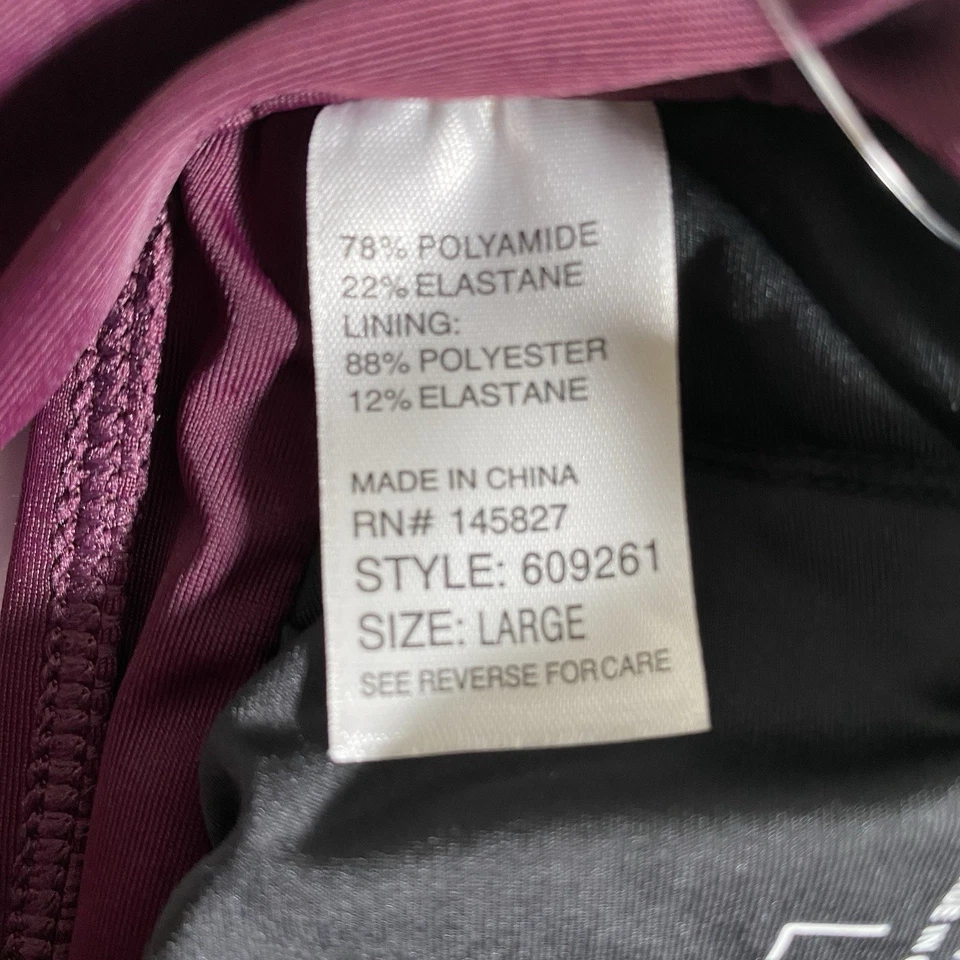 78% POLYAMIDE
22% ELASTANE
LINING:
88% POLYESTER
12% ELASTANE
MADE IN CHINA
RN# 145827
STYLE: 609261
SIZE: LARGE
SEE REVERSE FOR CARE